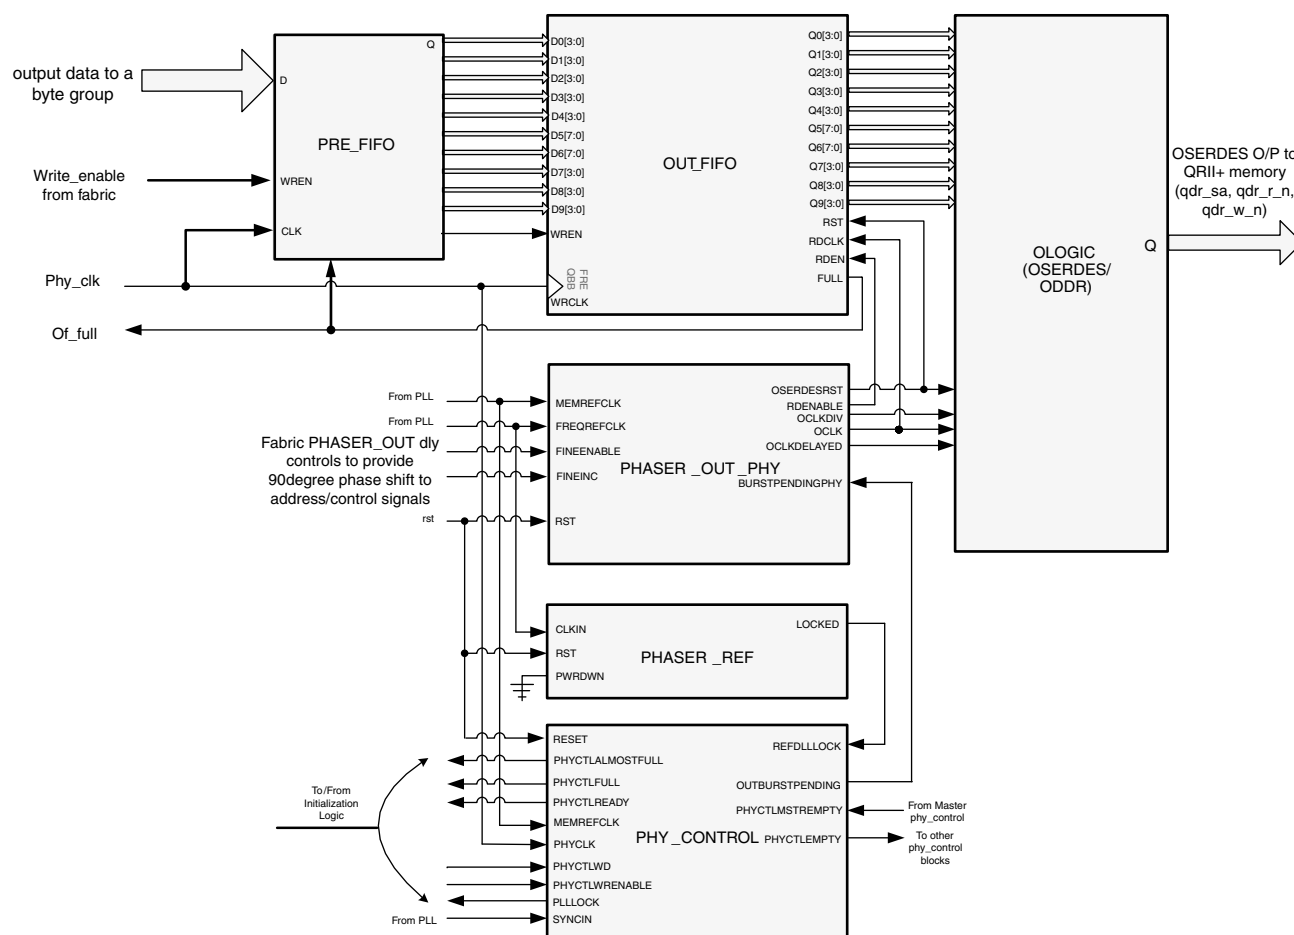 output data to a
byte group
Write_enable
from fabric
Phy_clk
Of_full
Q
D
PRE_FIFO
WREN
CLK
D0[3:0]
D1[3:0]
D2[3:0]
D3[3:0]
D4[3:0]
D5[7:0]
D6[7:0]
D7[3:0]
D8[3:0]
D9[3:0]
WREN
FRE
QBB
WRCLK
OUT_FIFO
Q0[3:0]
Q1[3:0]
Q2[3:0]
Q3[3:0]
Q4[3:0]
Q5[7:0]
Q6[7:0]
Q7[3:0]
Q8[3:0]
Q9[3:0]
RST
RDCLK
RDEN
FULL
OLOGIC
(OSERDES/
ODDR)
Q
OSERDES O/P to
QRII+ memory
(qdr_sa, qdr_r_n,
qdr_w_n)
From PLL
From PLL
Fabric PHASER_OUT dly
controls to provide
90degree phase shift to
address/control signals
rst
MEMREFCLK
FREQREFCLK
FINEENABLE
FINEINC
RST
PHASER _OUT _PHY
OSERDESRST
RDENABLE
OCLKDIV
OCLK
OCLKDELAYED
BURSTPENDINGPHY
CLKIN
RST
PWRDWN
PHASER _REF
LOCKED
RESET
PHYCTLALMOSTFULL
PHYCTLFULL
PHYCTLREADY
MEMREFCLK
PHYCLK
PHYCTLWD
PHYCTLWRENABLE
PLLLOCK
SYNCIN
PHY _CONTROL
REFDLLLOCK
OUTBURSTPENDING
PHYCTLMSTREMPTY
PHYCTLEMPTY
To/From
Initialization
Logic
From PLL
From Master
phy_control
To other
phy_control
blocks